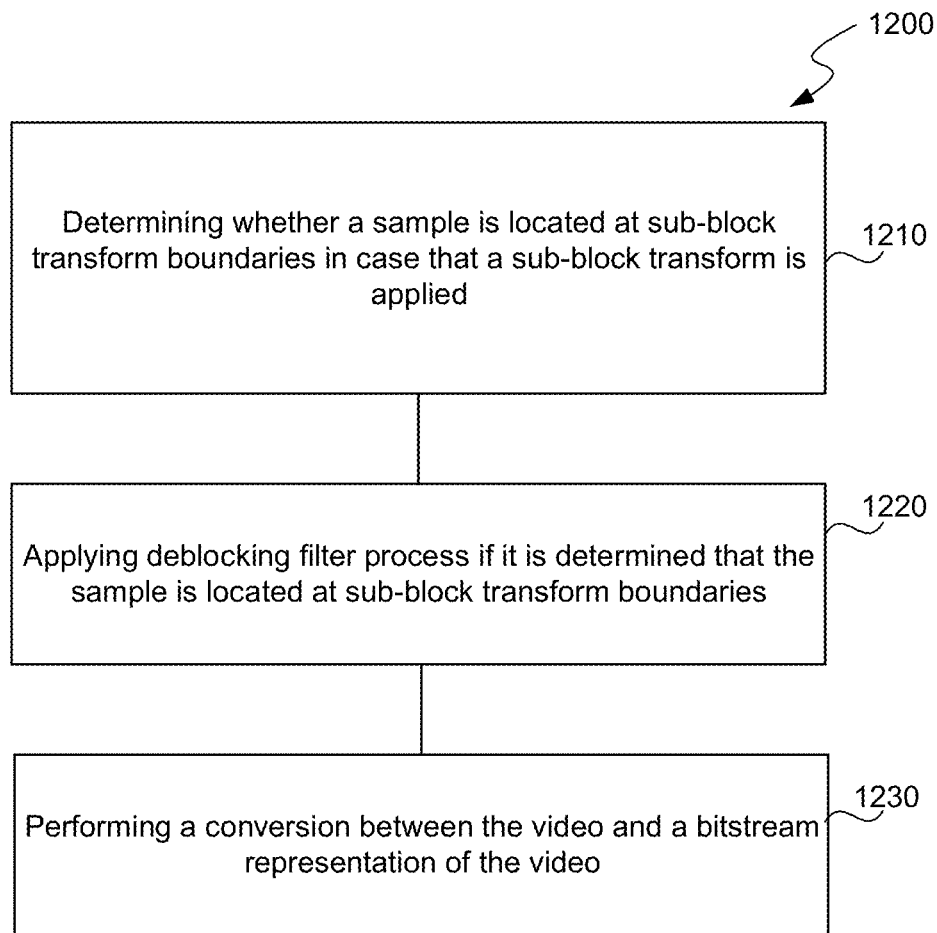 1200
Determining whether a sample is located at sub-block
transform boundaries in case that a sub-block transform is
applied
1210
Applying deblocking filter process if it is determined that the
sample is located at sub-block transform boundaries
1220
Performing a conversion between the video and a bitstream
representation of the video
1230